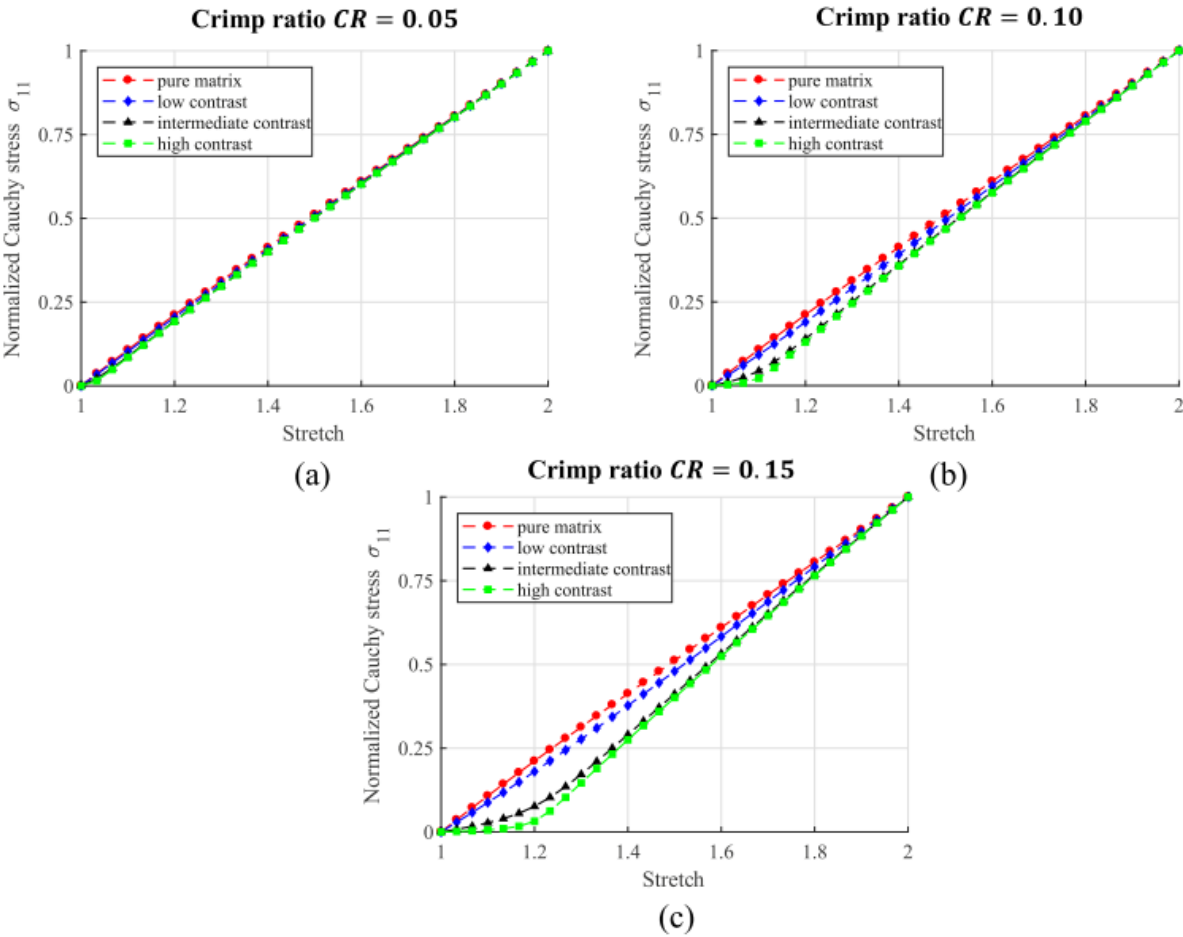 Crimp ratio CR = 0.05
Normalized Cauchy stress σ11
1
0.75
0.5
0.25
0
pure matrix
low contrast
intermediate contrast
high contrast
1 1.2 1.4 1.6 1.8 2
Stretch
(a)
Crimp ratio CR = 0.10
Normalized Cauchy stress σ11
1
0.75
0.5
0.25
0
pure matrix
low contrast
intermediate contrast
high contrast
1 1.2 1.4 1.6 1.8 2
Stretch
(b)
Crimp ratio CR = 0.15
Normalized Cauchy stress σ11
1
0.75
0.5
0.25
0
pure matrix
low contrast
intermediate contrast
high contrast
1 1.2 1.4 1.6 1.8 2
Stretch
(c)